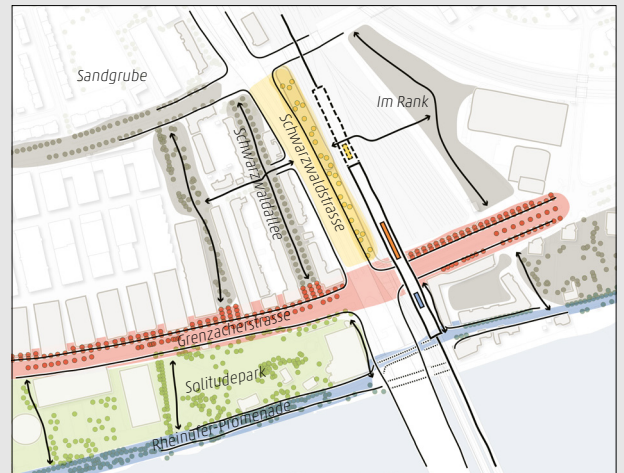 Sandgrube
Im Rank
Schwarzwaldallee
Schwarzwaldstrasse
Grenzacherstrasse
Solitudepark
Rheinufer-Promenade